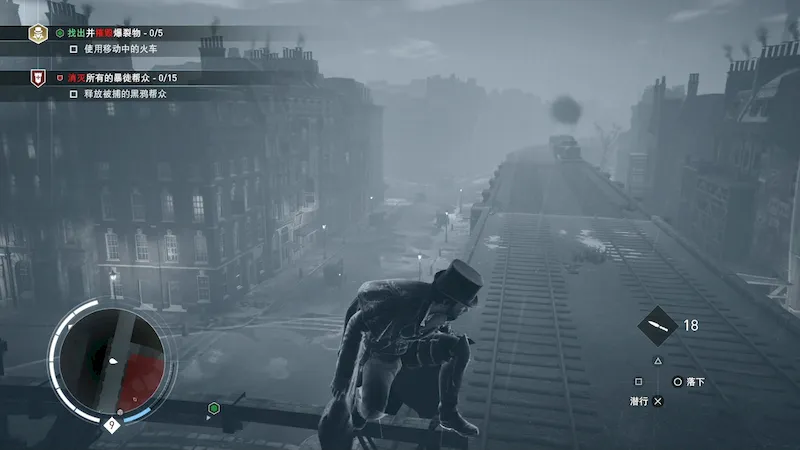 找出并摧毁爆裂物 - 0/5
使用移动中的火车
消灭所有的暴徒帮众 - 0/15
释放被捕的黑鸦帮众
18
落下
潜行
9